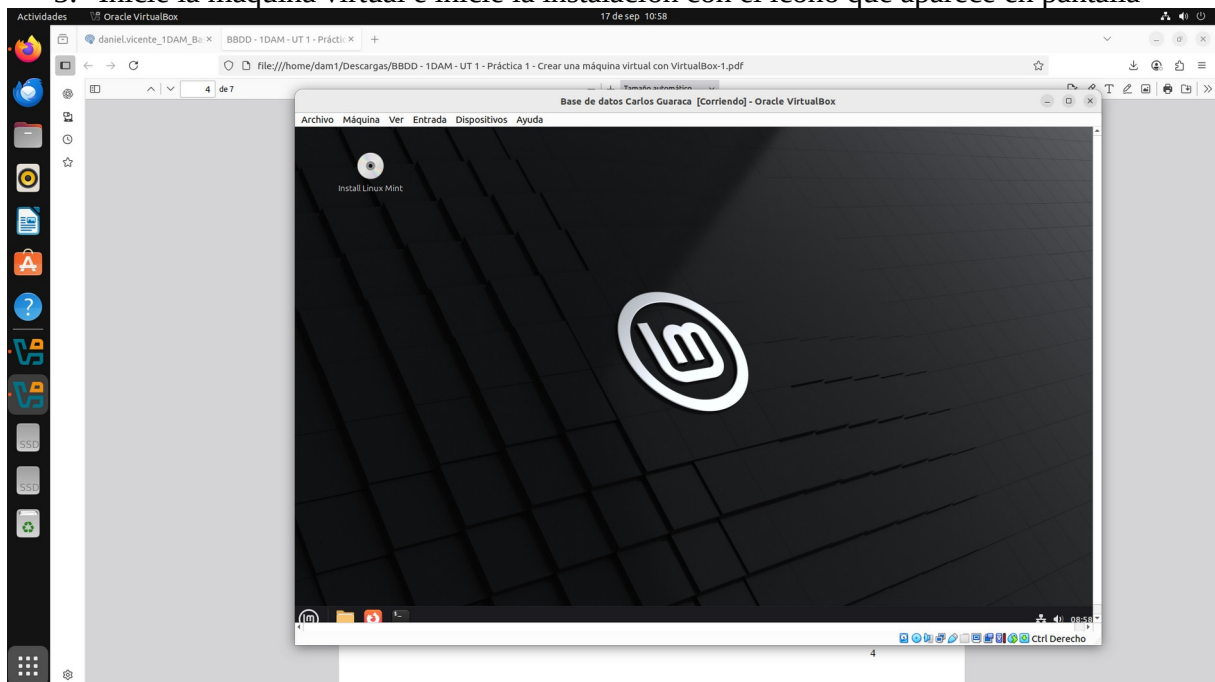 Inicie la máquina virtual e inicie la instalación con el icono que aparece en pantalla
Actividades Oracle VirtualBox 17 de sep 10:58
daniel.vicente_1DAM_Ba
BBDD - 1DAM - UT 1 - Práctic
file:///home/dam1/Descargas/BBDD - 1DAM - UT 1 - Práctica 1 - Crear una máquina virtual con VirtualBox-1.pdf
4 de 7 Tamaño automático
Base de datos Carlos Guaraca [Corriendo] - Oracle VirtualBox
Archivo Máquina Ver Entrada Dispositivos Ayuda
Install Linux Mint
SSD
SSD
08:58
Ctrl Derecho
4